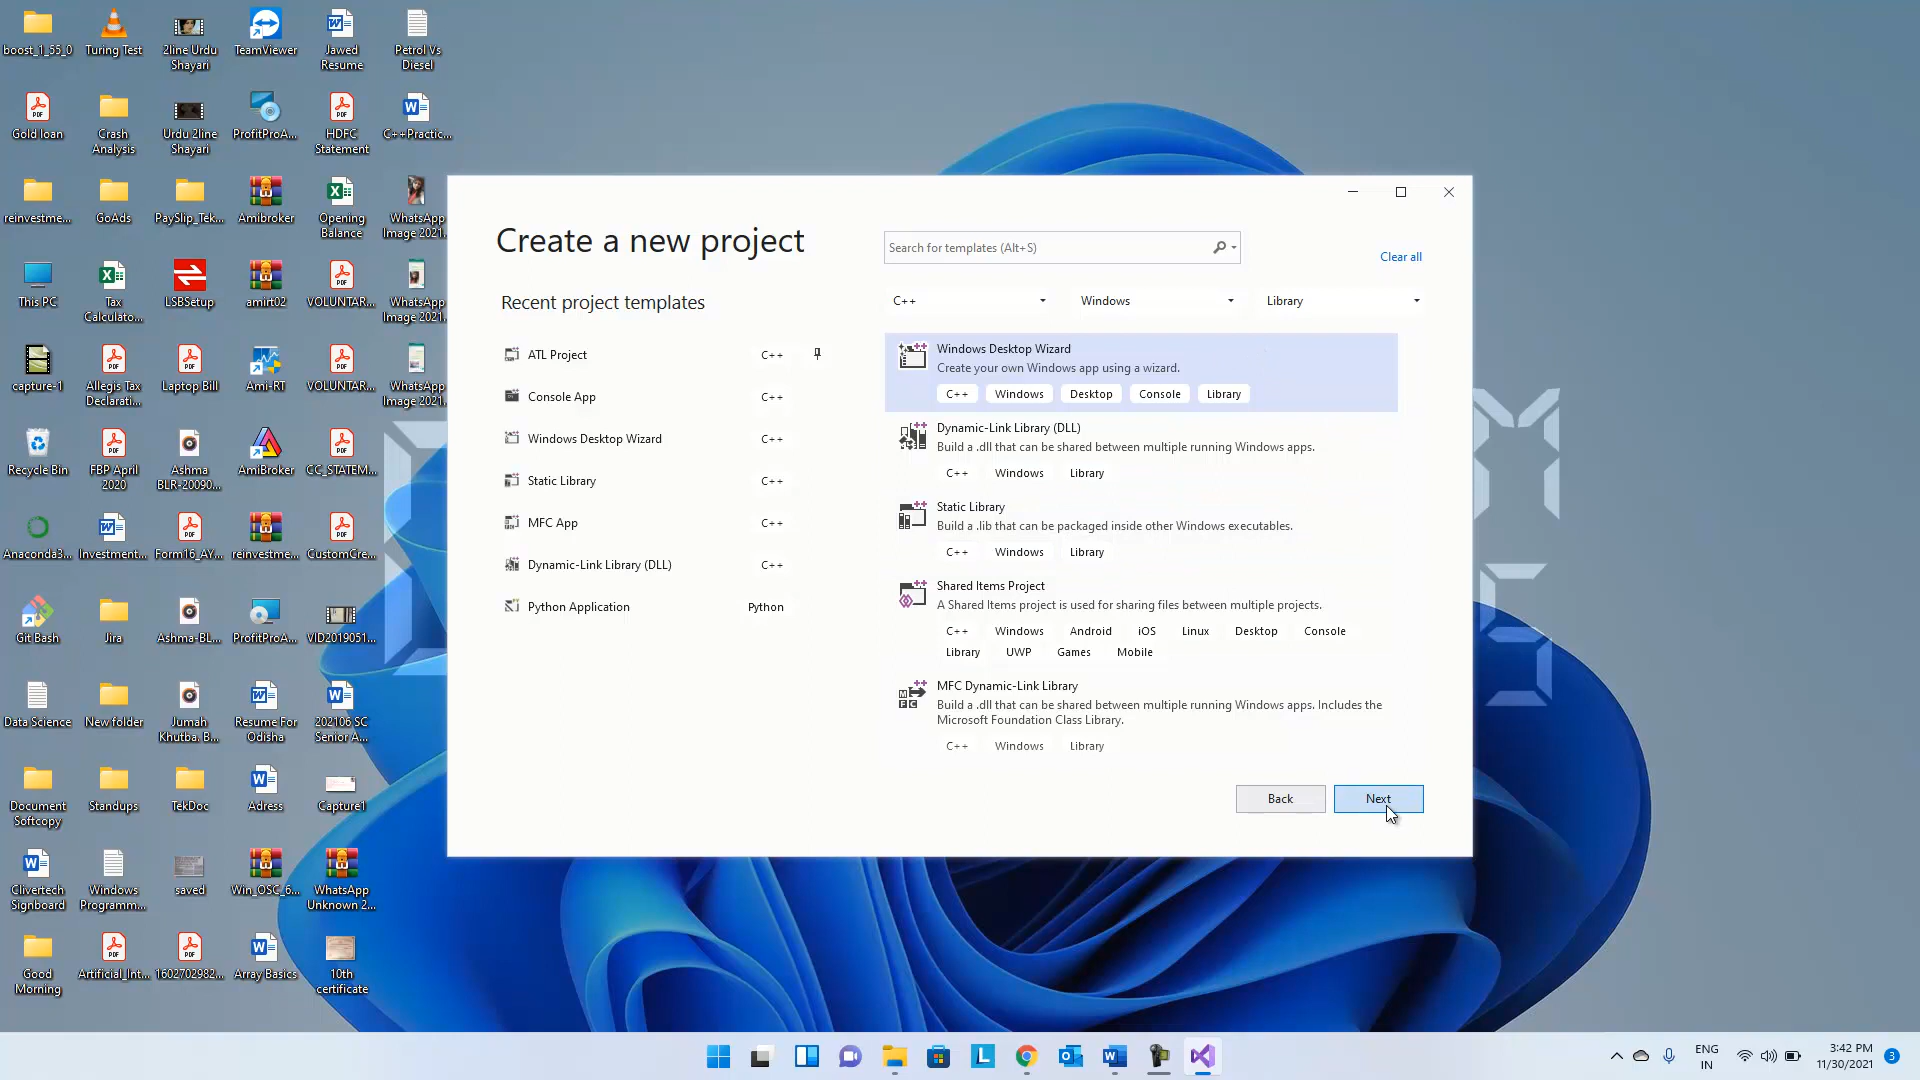 boost_1_55_0
Turing Test
2line Urdu
Shayari
TeamViewer
Jawed
Resume
Petrol Vs
Diesel
Gold loan
Crash
Analysis
Urdu 2line
Shayari
ProfitProA...
HDFC
Statement
C++Practic...
reinvestme...
GoAds
PaySlip_Tek...
Amibroker
Opening
Balance
WhatsApp
Image 2021...
This PC
Tax
Calculato...
LSBSetup
amirt02
VOLUNTAR...
WhatsApp
Image 2021...
capture-1
Allegis Tax
Declarati...
Laptop Bill
Ami-RT
VOLUNTAR...
WhatsApp
Image 2021...
Recycle Bin
FBP April
2020
Ashma
BLR-20090...
AmiBroker
CC_STATEM...
Anaconda3...
Investment...
Form16_AY...
reinvestme...
CustomCre...
Git Bash
Jira
Ashma-BL...
ProfitProA...
VID2019051...
Data Science
New folder
Jumah
Khutba. B...
Resume For
Odisha
202106 SC
Senior A...
Document
Softcopy
Standups
TekDoc
Adress
Capture1
Clivertech
Signboard
Windows
Programm...
saved
Win_OSC_6...
WhatsApp
Unknown 2...
Good
Morning
Artificial_Int...
1602702982...
Array Basics
10th
certificate
Create a new project
Search for templates (Alt+S)
Clear all
Recent project templates
C++ Windows Library
ATL Project C++
Console App C++
Windows Desktop Wizard C++
Static Library C++
MFC App C++
Dynamic-Link Library (DLL) C++
Python Application Python
Windows Desktop Wizard
Create your own Windows app using a wizard.
C++ Windows Desktop Console Library
Dynamic-Link Library (DLL)
Build a .dll that can be shared between multiple running Windows apps.
C++ Windows Library
Static Library
Build a .lib that can be packaged inside other Windows executables.
C++ Windows Library
Shared Items Project
A Shared Items project is used for sharing files between multiple projects.
C++ Windows Android iOS Linux Desktop Console
Library UWP Games Mobile
MFC Dynamic-Link Library
Build a .dll that can be shared between multiple running Windows apps. Includes the
Microsoft Foundation Class Library.
C++ Windows Library
Back Next
ENG
IN
3:42 PM
11/30/2021
3